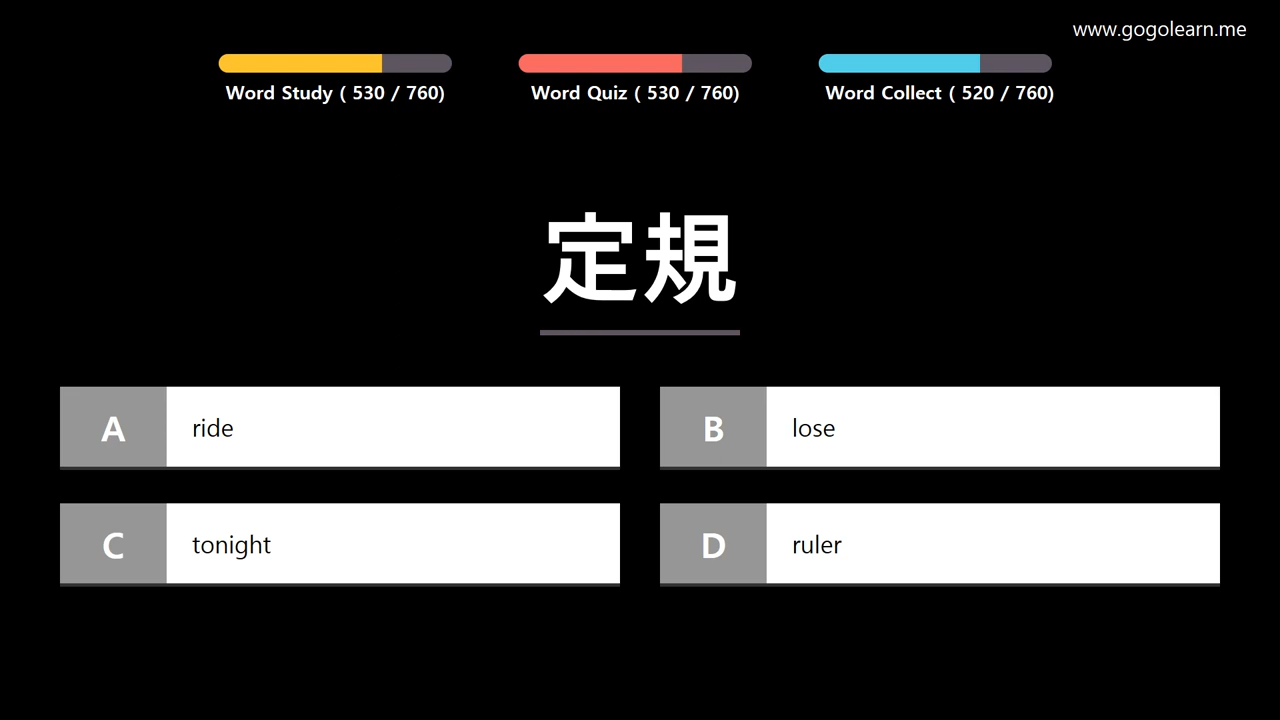 www.gogolearn.me
Word Study ( 530 / 760)
Word Quiz ( 530 / 760)
Word Collect ( 520 / 760)
定規
A ride
B lose
C tonight
D ruler